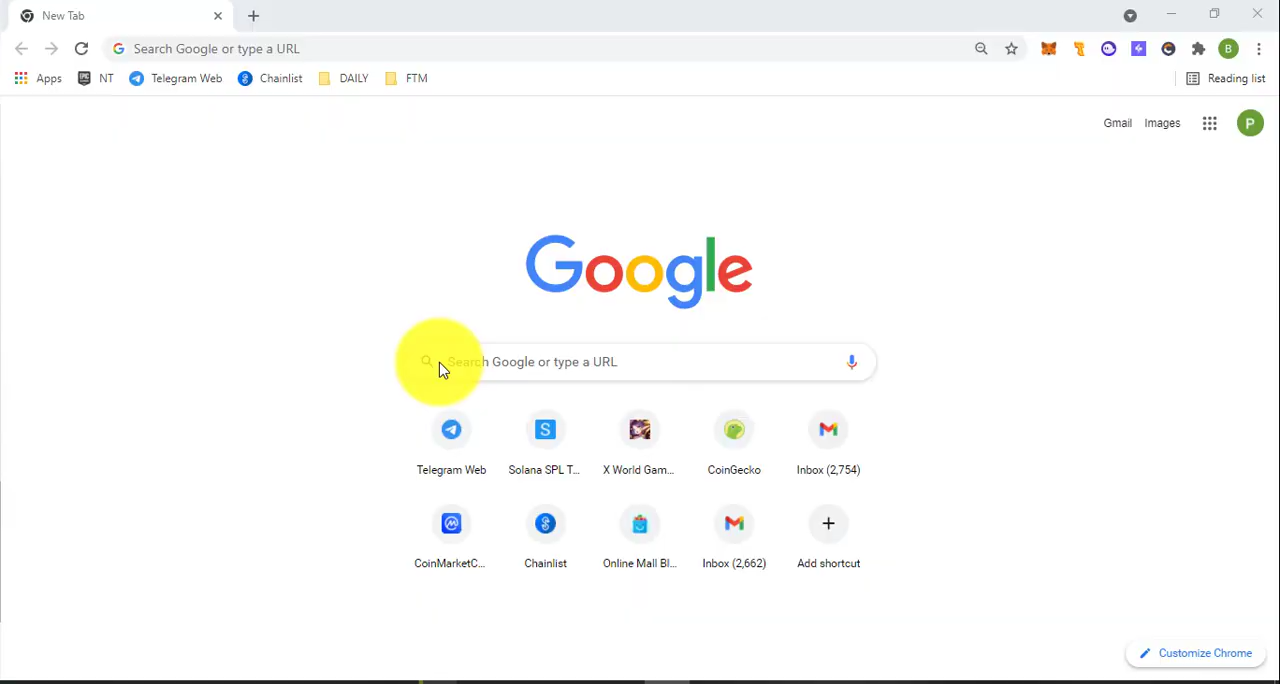 New Tab
Search Google or type a URL
B
Apps
NT
Telegram Web
Chainlist
DAILY
FTM
Reading list
Gmail
Images
P
Google
Search Google or type a URL
Telegram Web
Solana SPL T...
X World Gam...
CoinGecko
Inbox (2,754)
CoinMarketC...
Chainlist
Online Mall Bl...
Inbox (2,662)
Add shortcut
Customize Chrome